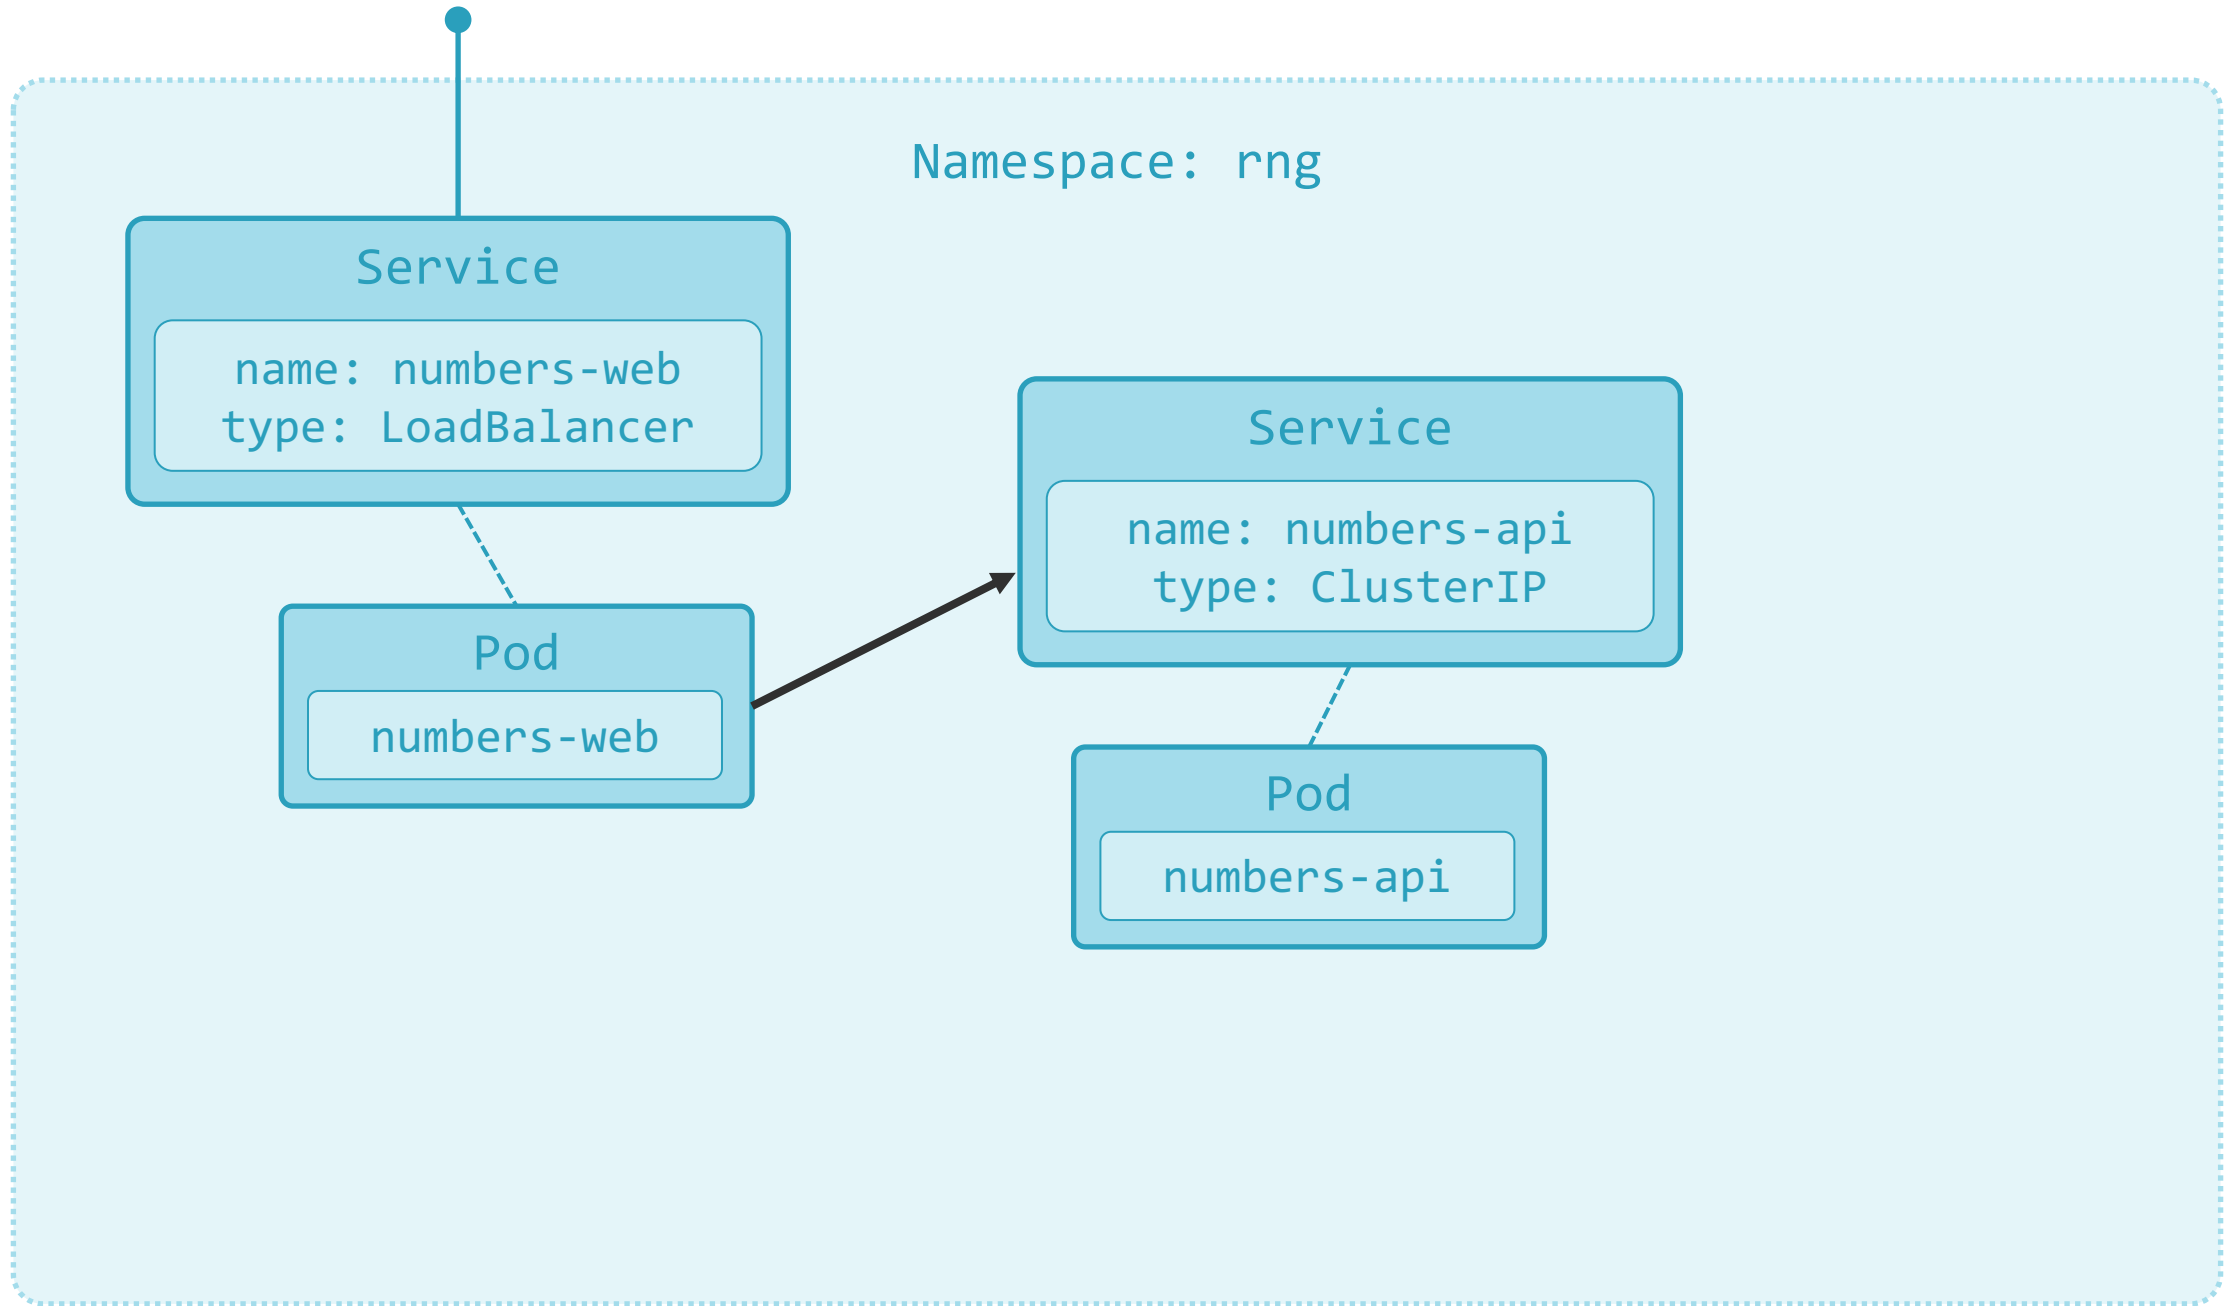 Namespace: rng
Service
name: numbers-web
type: LoadBalancer
Pod
numbers-web
Service
name: numbers-api
type: ClusterIP
Pod
numbers-api